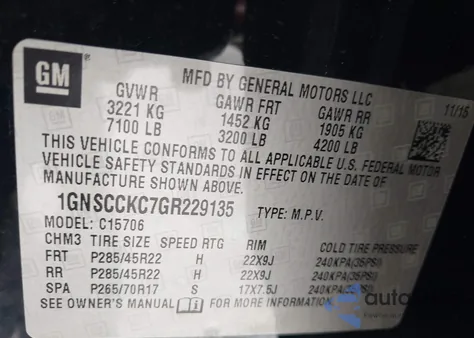 GM
MFD BY GENERAL MOTORS LLC
11/15
GVWR GAWR FRT GAWR RR
3221 KG 1452 KG 1905 KG
7100 LB 3200 LB 4200 LB
THIS VEHICLE CONFORMS TO ALL APPLICABLE U.S. FEDERAL MOTOR
VEHICLE SAFETY STANDARDS IN EFFECT ON THE DATE OF
MANUFACTURE SHOWN ABOVE.
1GNSCCKC7GR229135 TYPE: M.P.V.
MODEL: C15706
CHM3 TIRE SIZE SPEED RTG RIM COLD TIRE PRESSURE
FRT P285/45R22 H 22X9J 240KPA(35PSI)
RR P285/45R22 H 22X9J 240KPA(35PSI)
SPA P265/70R17 S 17X7.5J 240KPA(35PSI)
SEE OWNER'S MANUAL FOR MORE INFORMATION.
auto